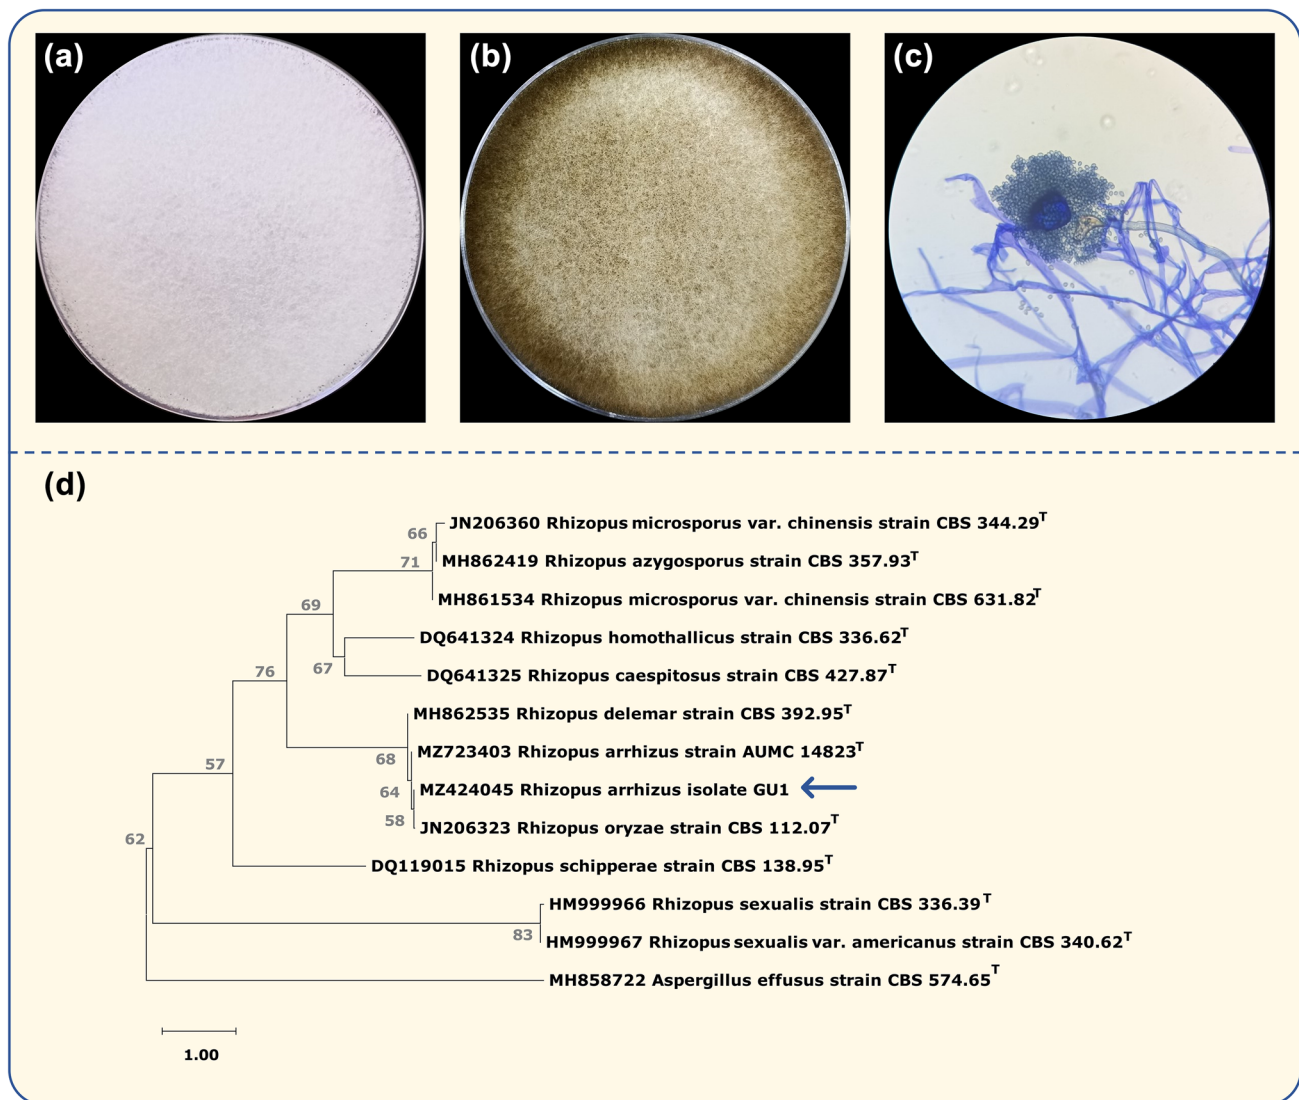 (a)
(b)
(c)
(d)
JN206360 Rhizopus microsporus var. chinensis strain CBS 344.29T
66
MH862419 Rhizopus azygosporus strain CBS 357.93T
71
MH861534 Rhizopus microsporus var. chinensis strain CBS 631.82T
69
DQ641324 Rhizopus homothallicus strain CBS 336.62T
67
DQ641325 Rhizopus caespitosus strain CBS 427.87T
76
MH862535 Rhizopus delemar strain CBS 392.95T
68
MZ723403 Rhizopus arrhizus strain AUMC 14823T
57
MZ424045 Rhizopus arrhizus isolate GU1
64
58
JN206323 Rhizopus oryzae strain CBS 112.07T
62
DQ119015 Rhizopus schipperae strain CBS 138.95T
HM999966 Rhizopus sexualis strain CBS 336.39T
83
HM999967 Rhizopus sexualis var. americanus strain CBS 340.62T
MH858722 Aspergillus effusus strain CBS 574.65T
1.00